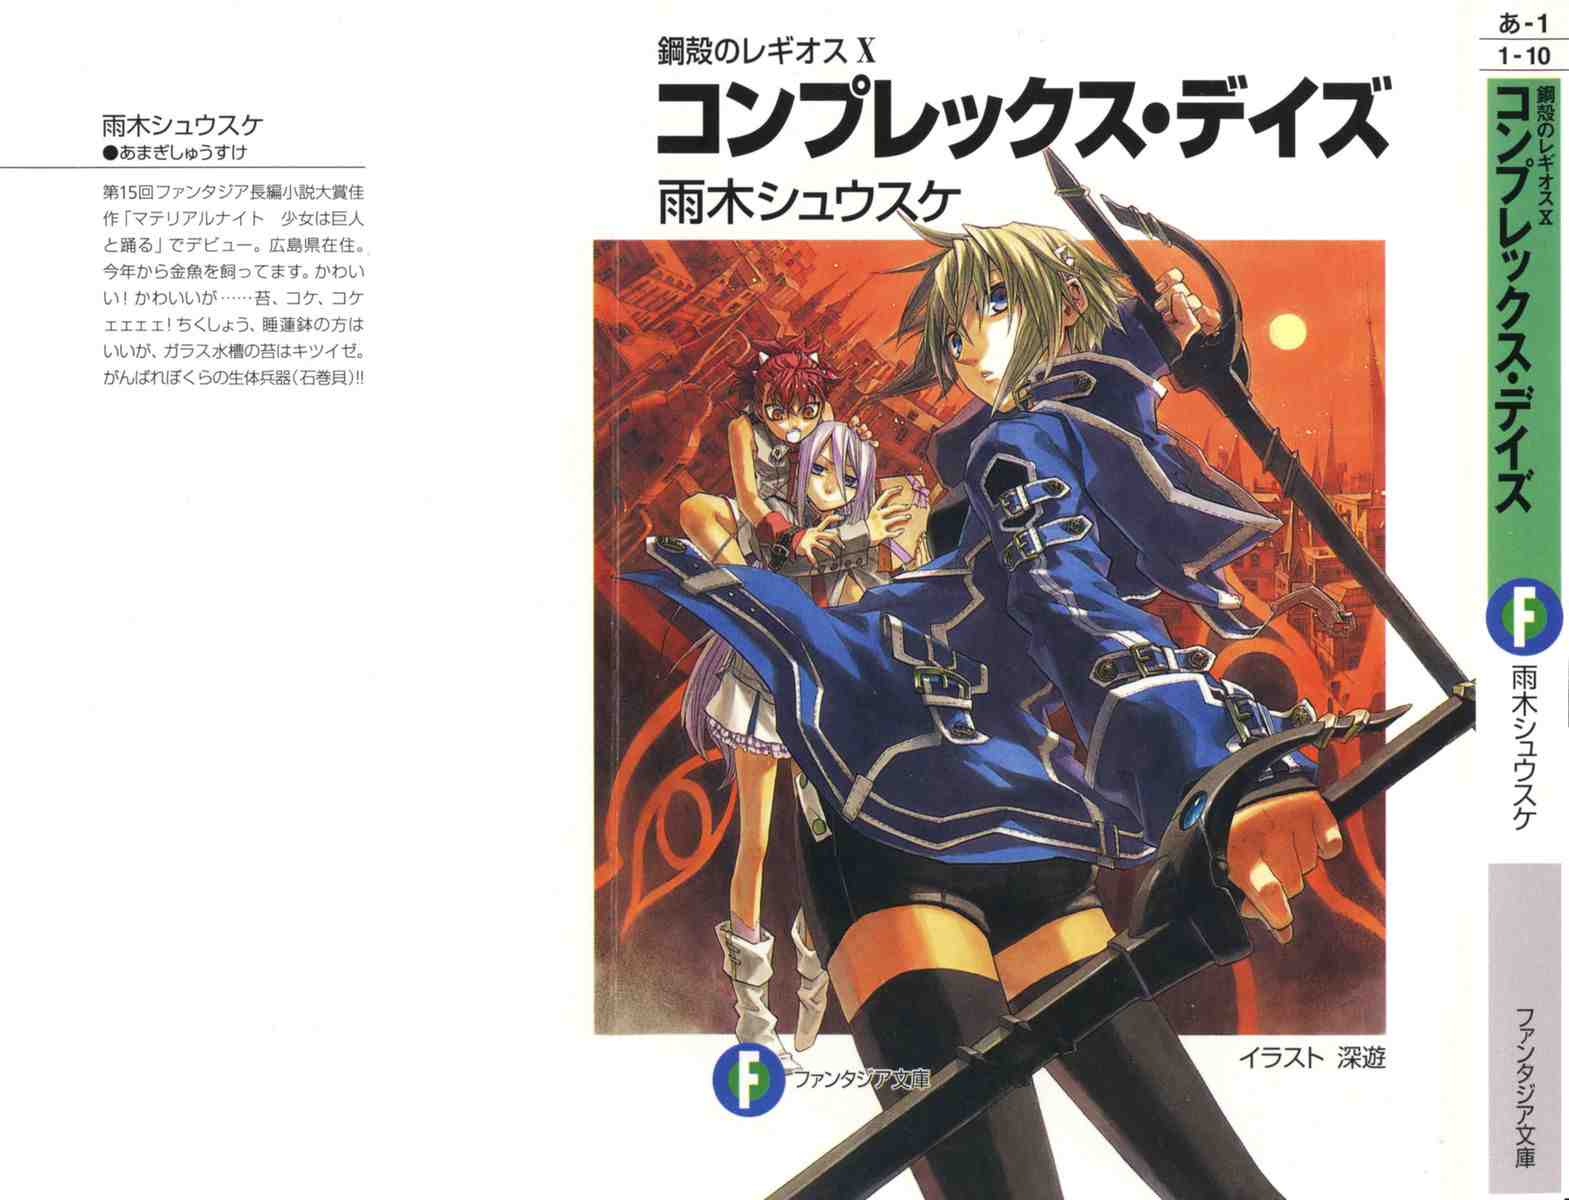 雨木シュウスケ
●あまぎしゅうすけ
第15回ファンタジア長編小説大賞佳
作「マテリアルナイト　少女は巨人
と踊る」でデビュー。広島県在住。
今年から金魚を飼ってます。かわい
い！かわいいが……苔、コケ、コケ
ェェェェ！ちくしょう、睡蓮鉢の方は
いいが、ガラス水槽の苔はキツイゼ。
がんばれぼくらの生体兵器（石巻貝）!!
鋼殻のレギオス X
コンプレックス・デイズ
雨木シュウスケ
イラスト 深遊
F
ファンタジア文庫
あ-1
1-10
鋼殻のレギオス X
コンプレックス・デイズ
F
雨木シュウスケ
ファンタジア文庫